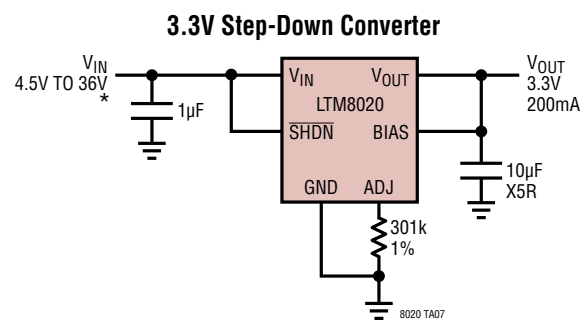 3.3V Step-Down Converter
VIN
4.5V TO 36V
*
1µF
VIN
VOUT
LTM8020
SHDN
BIAS
GND
ADJ
VOUT
3.3V
200mA
10µF
X5R
301k
1%
8020 TA07